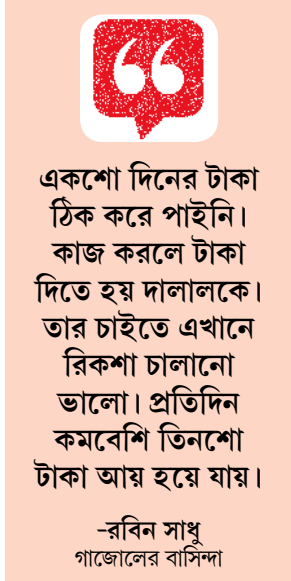 একশো দিনের টাকা
ঠিক করে পাইনি।
কাজ করলে টাকা
দিতে হয় দালালকে।
তার চাইতে এখানে
রিকশা চালানো
ভালো। প্রতিদিন
কমবেশি তিনশো
টাকা আয় হয়ে যায়।
-রবিন সাধু
গাজোলের বাসিন্দা